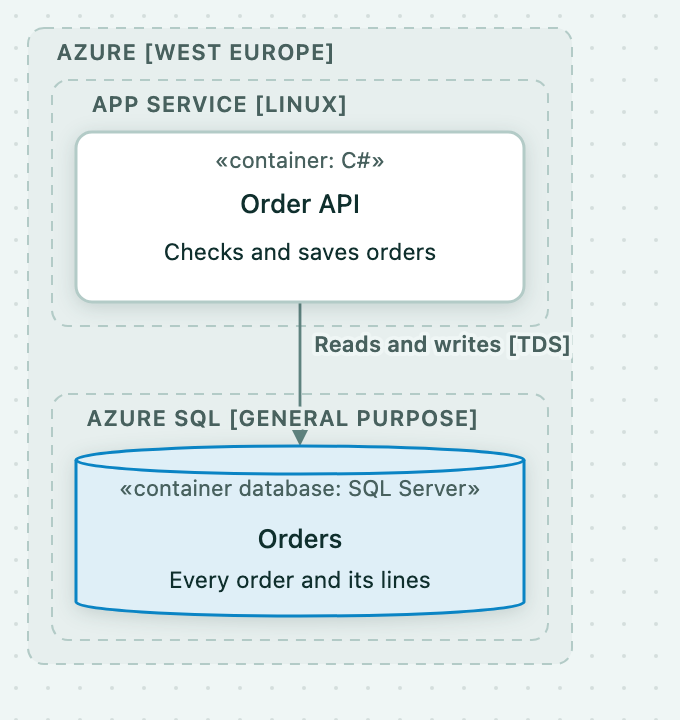 AZURE [WEST EUROPE]
APP SERVICE [LINUX]
«container: C#»
Order API
Checks and saves orders
Reads and writes [TDS]
AZURE SQL [GENERAL PURPOSE]
«container database: SQL Server»
Orders
Every order and its lines